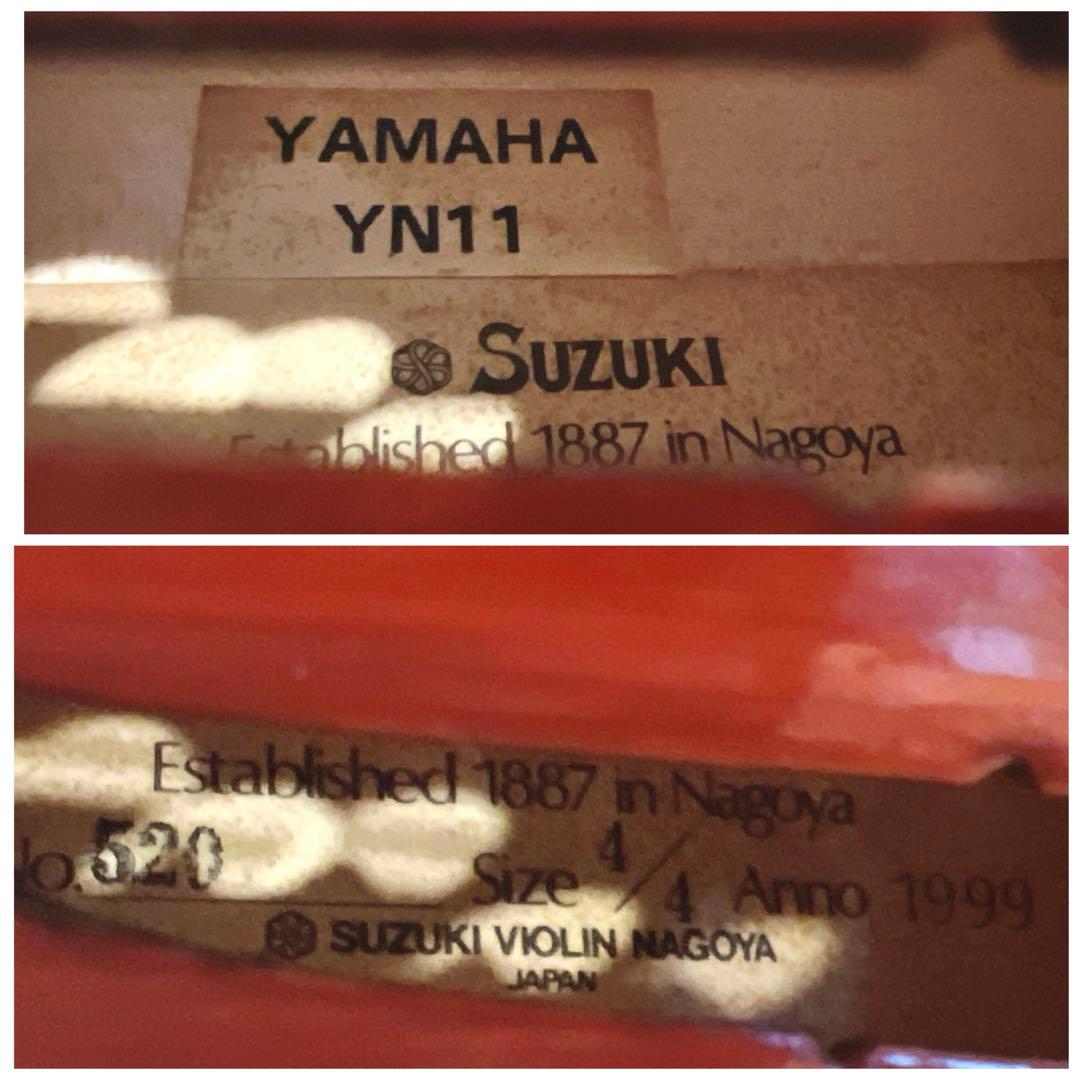 YAMAHA
YN11
SUZUKI
Established 1887 in Nagoya
Established 1887 in Nagoya
No. 520 Size 4/4 Anno 1999
SUZUKI VIOLIN NAGOYA
JAPAN